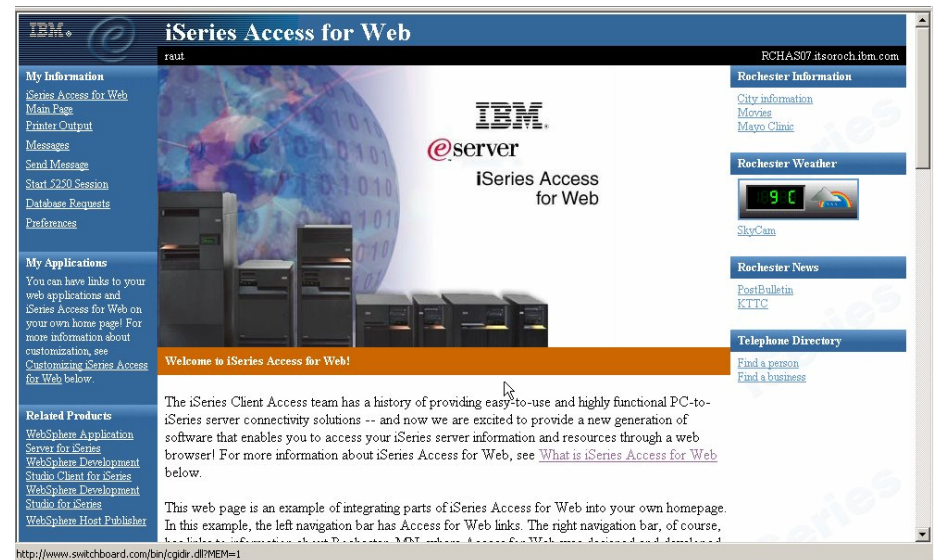 IBM.
iSeries Access for Web
raut
RCHAS07.itsoroch.ibm.com
My Information
iSeries Access for Web
Main Page
Printer Output
Messages
Send Message
Start 5250 Session
Database Requests
Preferences
My Applications
You can have links to your
web applications and
iSeries Access for Web on
your own home page! For
more information about
customization, see
Customizing iSeries Access
for Web below.
Related Products
WebSphere Application
Server for iSeries
WebSphere Development
Studio Client for iSeries
WebSphere Development
Studio for iSeries
WebSphere Host Publisher
IBM.
@server
iSeries Access
for Web
Welcome to iSeries Access for Web!
The iSeries Client Access team has a history of providing easy-to-use and highly functional PC-to-
iSeries server connectivity solutions -- and now we are excited to provide a new generation of
software that enables you to access your iSeries server information and resources through a web
browser! For more information about iSeries Access for Web, see What is iSeries Access for Web
below.
This web page is an example of integrating parts of iSeries Access for Web into your own homepage.
In this example, the left navigation bar has Access for Web links. The right navigation bar, of course,
Rochester Information
City information
Movies
Mayo Clinic
Rochester Weather
9 C
SkyCam
Rochester News
PostBulletin
KTTC
Telephone Directory
Find a person
Find a business
http://www.switchboard.com/bin/cgidir.dll?MEM=1